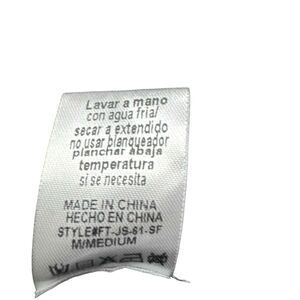 Lavar a mano
con agua fria/
secar a extendido
no usar blanqueador
planchar abaja
temperatura
si se necesita
MADE IN CHINA
HECHO EN CHINA
STYLE#FT-JS-61-SF
M/MEDIUM